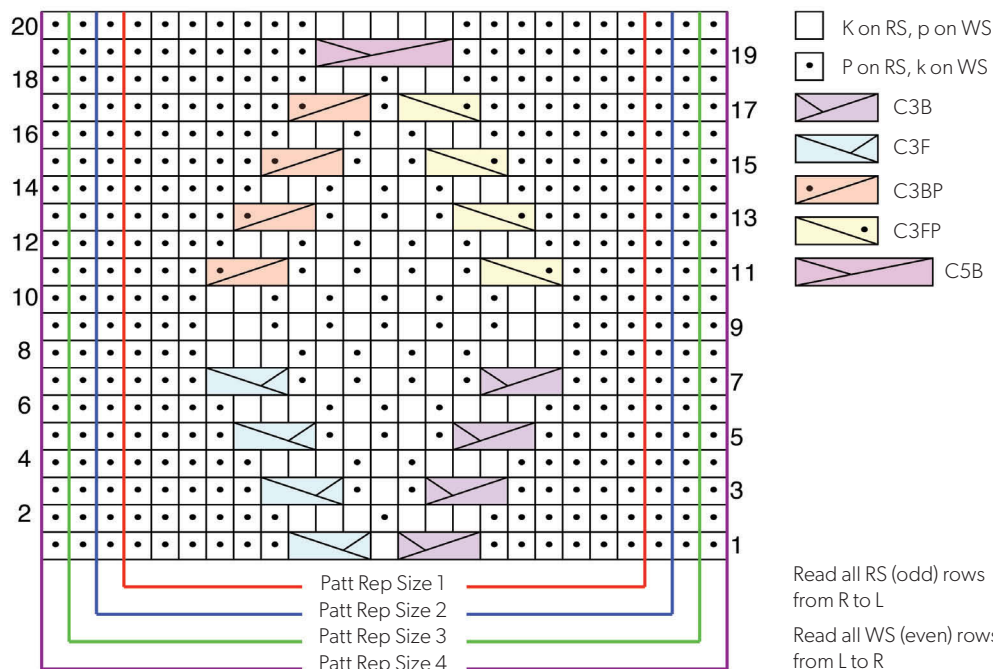 20
19
18
17
16
15
14
13
12
11
10
9
8
7
6
5
4
3
2
1
Patt Rep Size 1
Patt Rep Size 2
Patt Rep Size 3
Patt Rep Size 4
K on RS, p on WS
P on RS, k on WS
C3B
C3F
C3BP
C3FP
C5B
Read all RS (odd) rows
from R to L
Read all WS (even) rows
from L to R